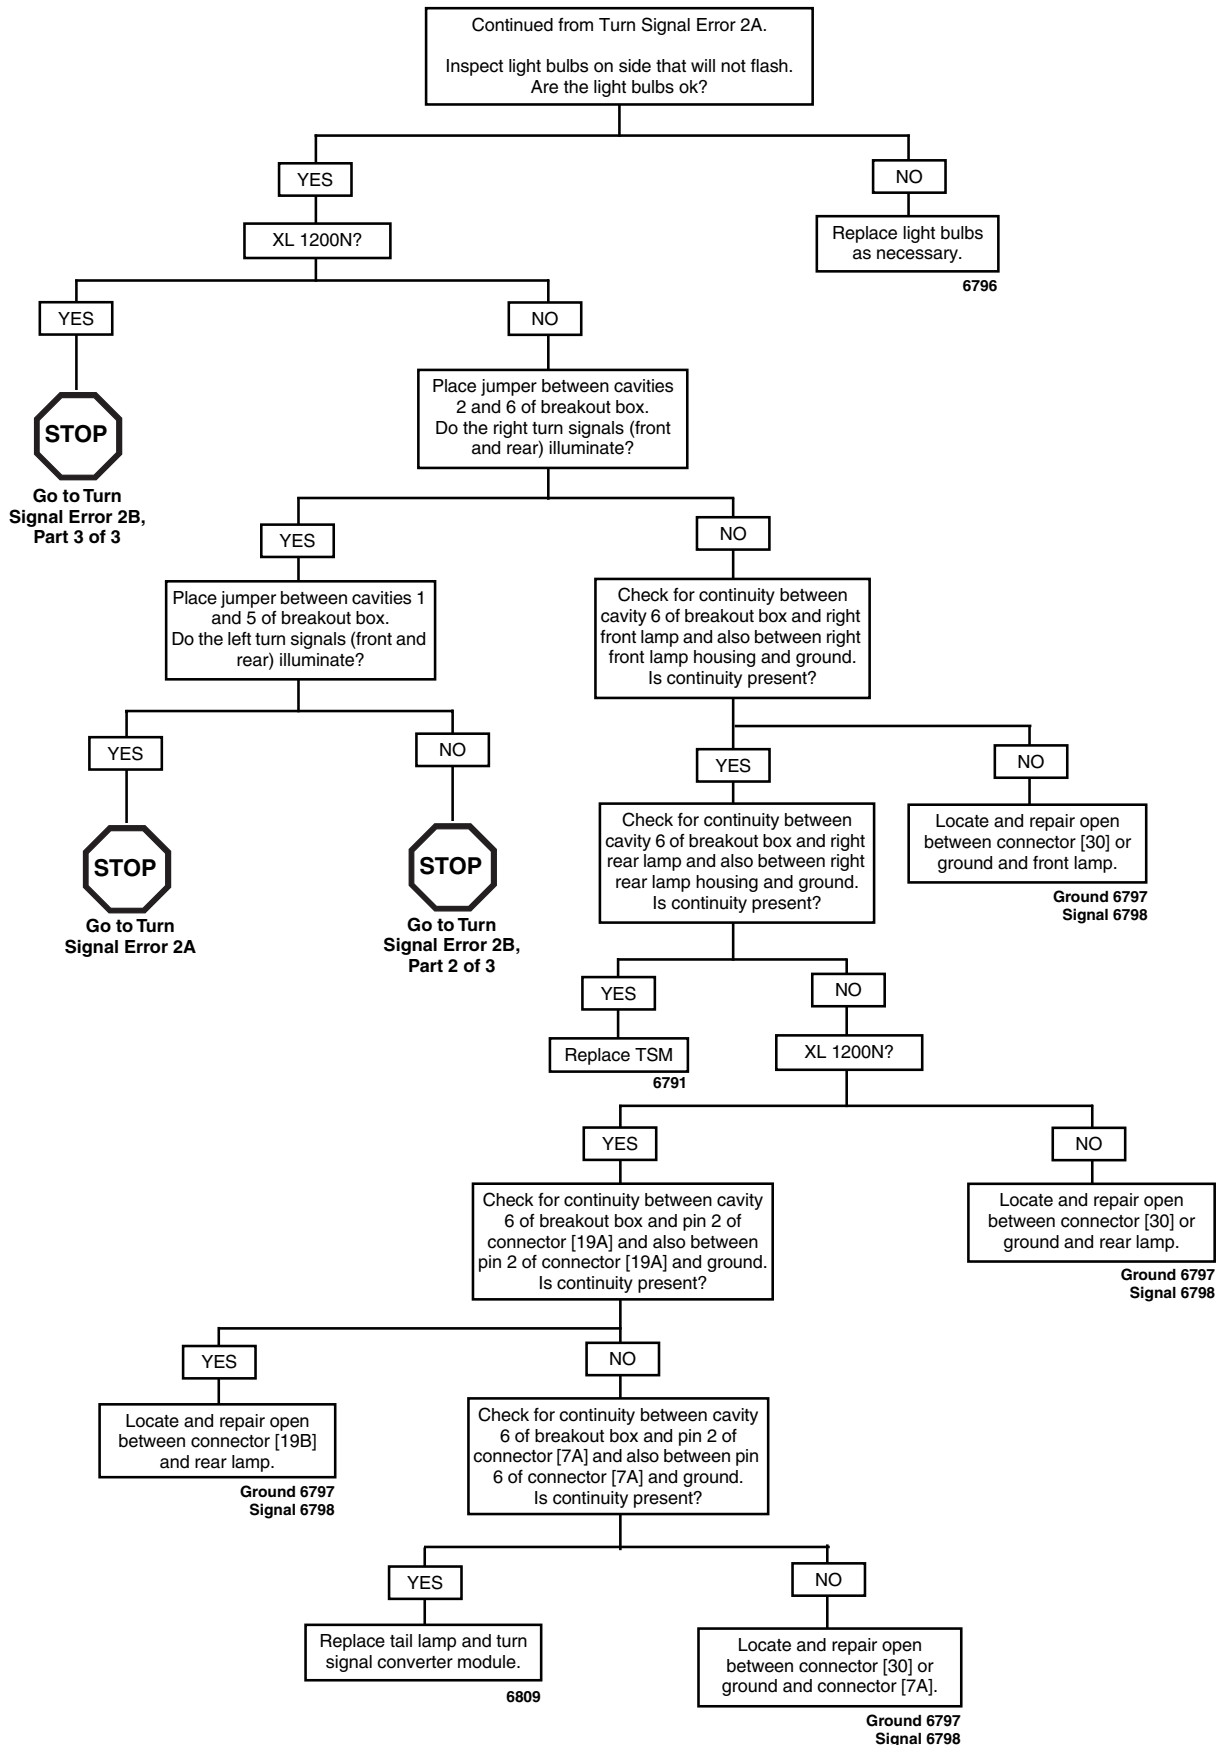 Continued from Turn Signal Error 2A.
Inspect light bulbs on side that will not flash.
Are the light bulbs ok?
YES
NO
XL 1200N?
Replace light bulbs
as necessary.
6796
YES
NO
STOP
Go to Turn
Signal Error 2B,
Part 3 of 3
Place jumper between cavities
2 and 6 of breakout box.
Do the right turn signals (front
and rear) illuminate?
YES
NO
Place jumper between cavities 1
and 5 of breakout box.
Do the left turn signals (front and
rear) illuminate?
Check for continuity between
cavity 6 of breakout box and right
front lamp and also between right
front lamp housing and ground.
Is continuity present?
YES
NO
YES
NO
STOP
Go to Turn
Signal Error 2A
STOP
Go to Turn
Signal Error 2B,
Part 2 of 3
Check for continuity between
cavity 6 of breakout box and right
rear lamp and also between right
rear lamp housing and ground.
Is continuity present?
Locate and repair open
between connector [30] or
ground and front lamp.
Ground 6797
Signal 6798
YES
NO
Replace TSM
6791
XL 1200N?
YES
NO
Check for continuity between cavity
6 of breakout box and pin 2 of
connector [19A] and also between
pin 2 of connector [19A] and ground.
Is continuity present?
Locate and repair open
between connector [30] or
ground and rear lamp.
Ground 6797
Signal 6798
YES
NO
Locate and repair open
between connector [19B]
and rear lamp.
Ground 6797
Signal 6798
Check for continuity between cavity
6 of breakout box and pin 2 of
connector [7A] and also between pin
6 of connector [7A] and ground.
Is continuity present?
YES
NO
Replace tail lamp and turn
signal converter module.
6809
Locate and repair open
between connector [30] or
ground and connector [7A].
Ground 6797
Signal 6798